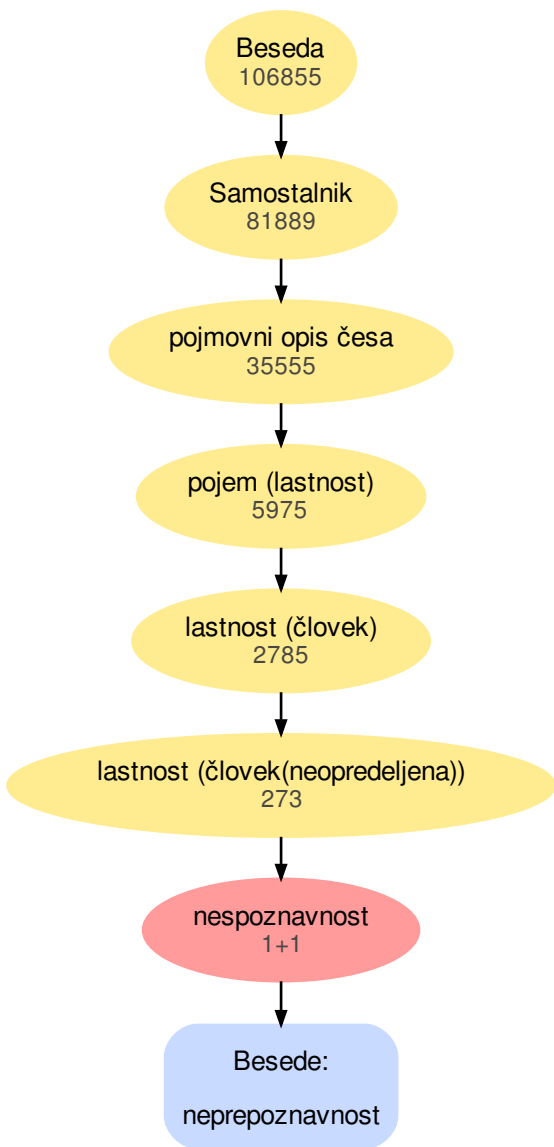 Beseda
106855
Samostalnik
81889
pojmovni opis česa
35555
pojem (lastnost)
5975
lastnost (človek)
2785
lastnost (človek(neopredeljena))
273
nespoznavnost
1+1
Besede:
neprepoznavnost